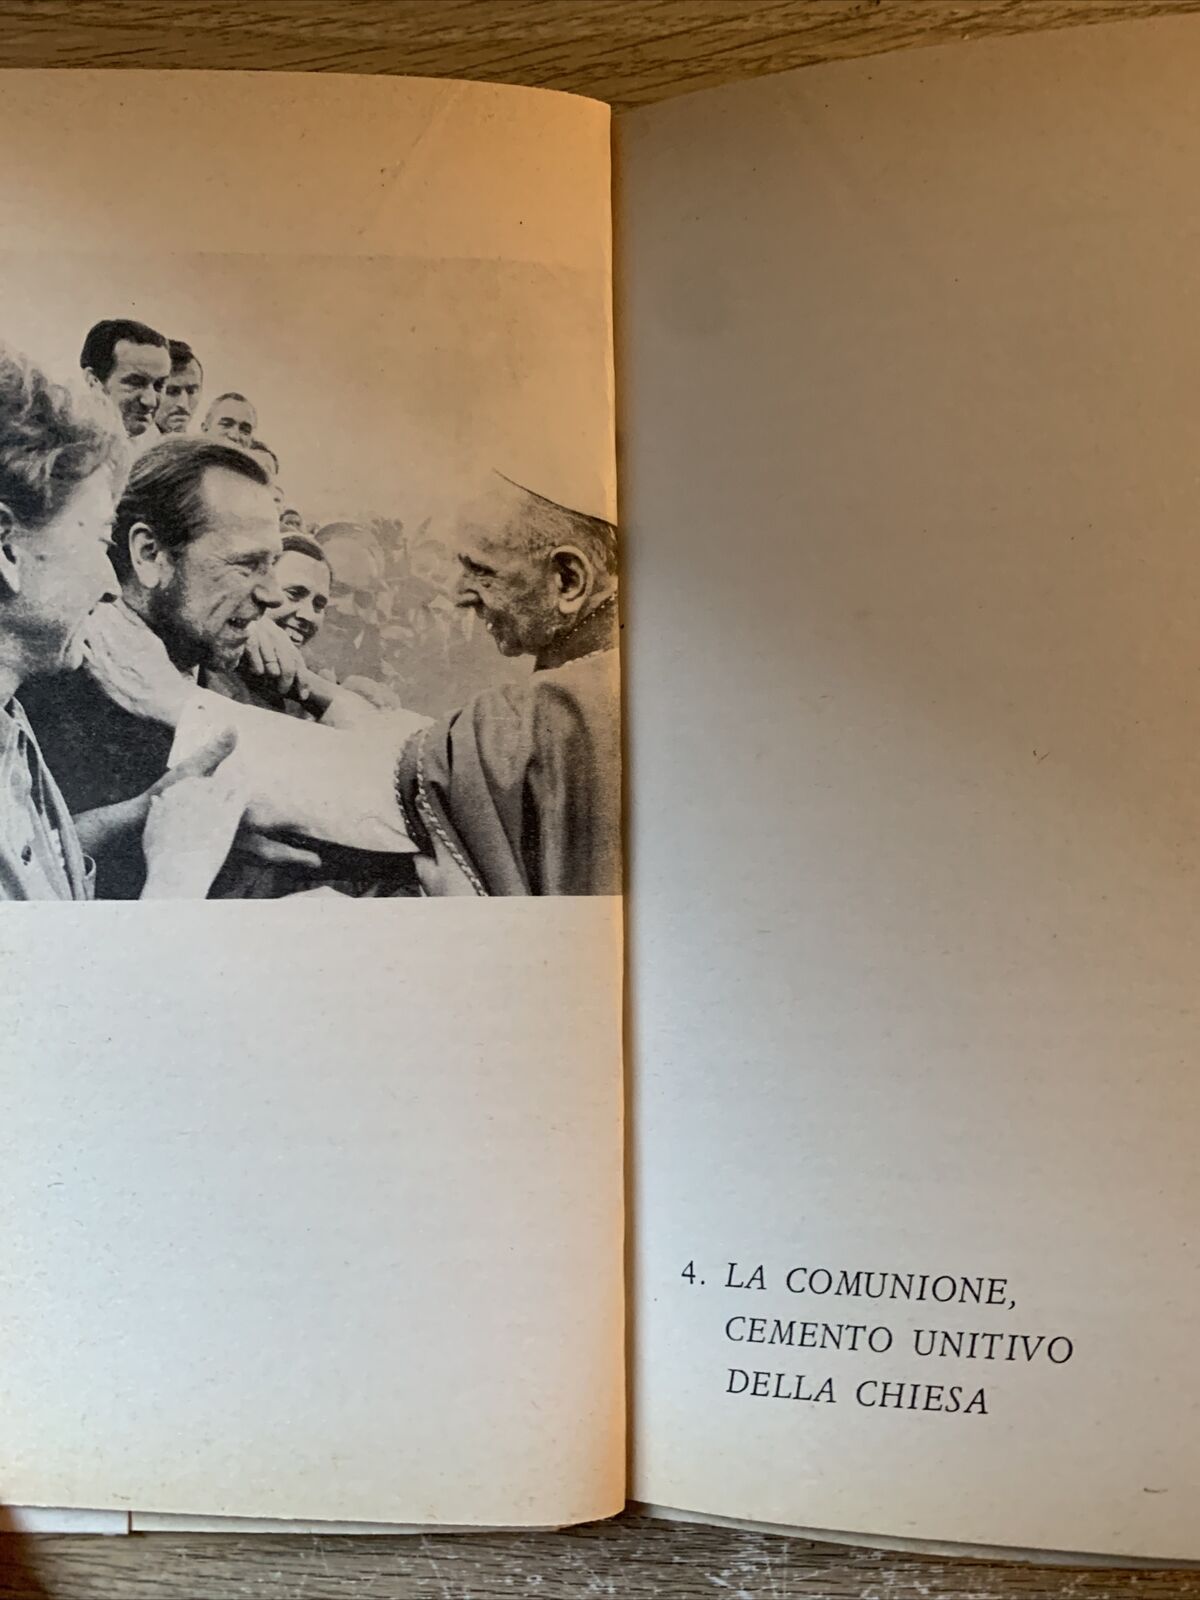 4. LA COMUNIONE,
CEMENTO UNITIVO
DELLA CHIESA